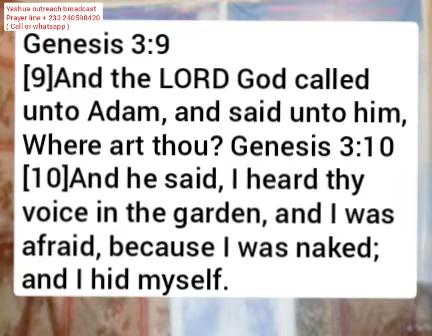 Yeshua outreach broadcast
Prayer line + 233 240598420
( Call or whatsapp )
Genesis 3:9
[9]And the LORD God called
unto Adam, and said unto him,
Where art thou? Genesis 3:10
[10]And he said, I heard thy
voice in the garden, and I was
afraid, because I was naked;
and I hid myself.